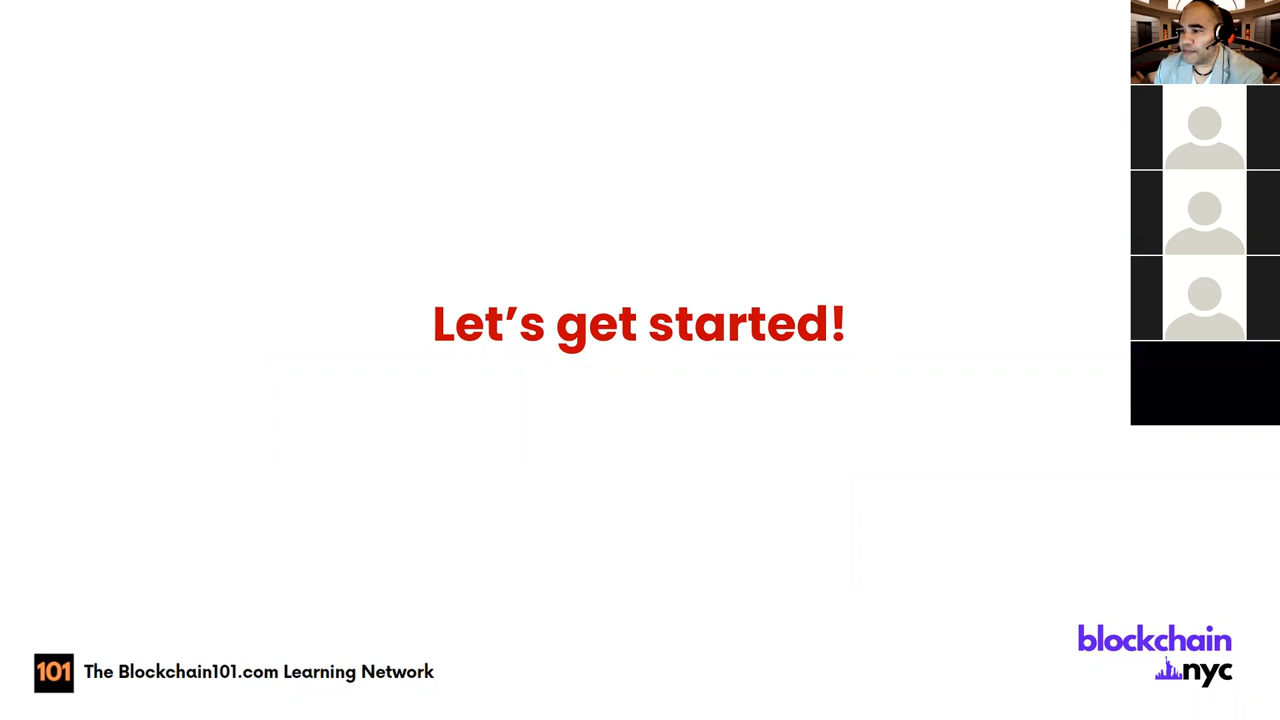 Let’s get started!
101 The Blockchain101.com Learning Network
blockchain
nyc